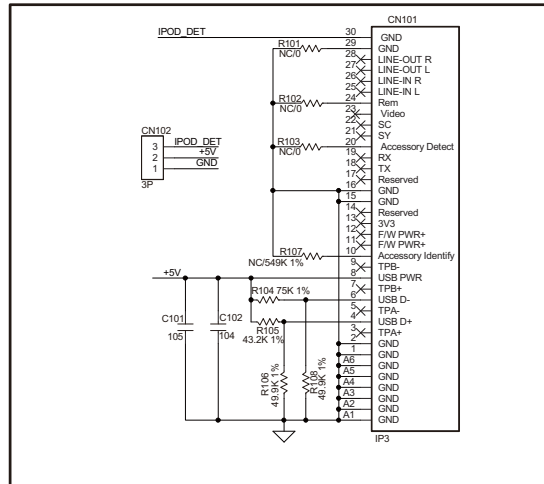 CN101
IPOD_DET
30 GND
R101
NC/0
29 GND
28 LINE-OUT R
27 LINE-OUT L
26 LINE-IN R
25 LINE-IN L
R102
NC/0
24 Rem
23 Video
22 SC
21 SY
R103
NC/0
20 Accessory Detect
19 RX
18 TX
17 Reserved
16 GND
15 GND
14 Reserved
13 3V3
12 F/W PWR+
11 F/W PWR+
R107
NC/549K 1%
10 Accessory Identify
9 TPB-
+5V
8 USB PWR
7 TPB+
R104 75K 1%
6 USB D-
5 TPA-
R105
43.2K 1%
4 USB D+
3 TPA+
2 GND
1 GND
A6 GND
A5 GND
A4 GND
A3 GND
A2 GND
A1 GND
IP3
CN102
3 IPOD_DET
2 +5V
1 GND
3P
C101
105
C102
104
R106
49.9K 1%
R108
49.9K 1%